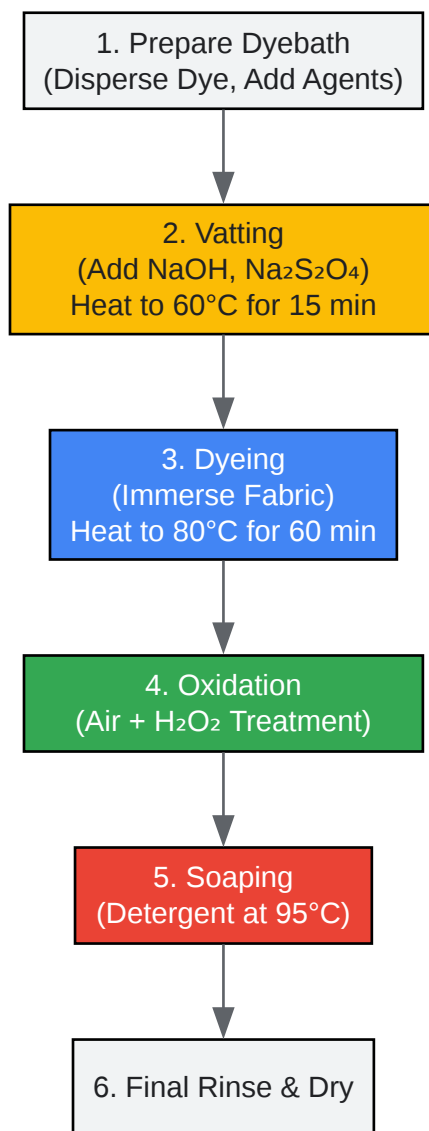 1. Prepare Dyebath
(Disperse Dye, Add Agents)
2. Vatting
(Add NaOH, Na₂S₂O₄)
Heat to 60°C for 15 min
3. Dyeing
(Immerse Fabric)
Heat to 80°C for 60 min
4. Oxidation
(Air + H₂O₂ Treatment)
5. Soaping
(Detergent at 95°C)
6. Final Rinse & Dry